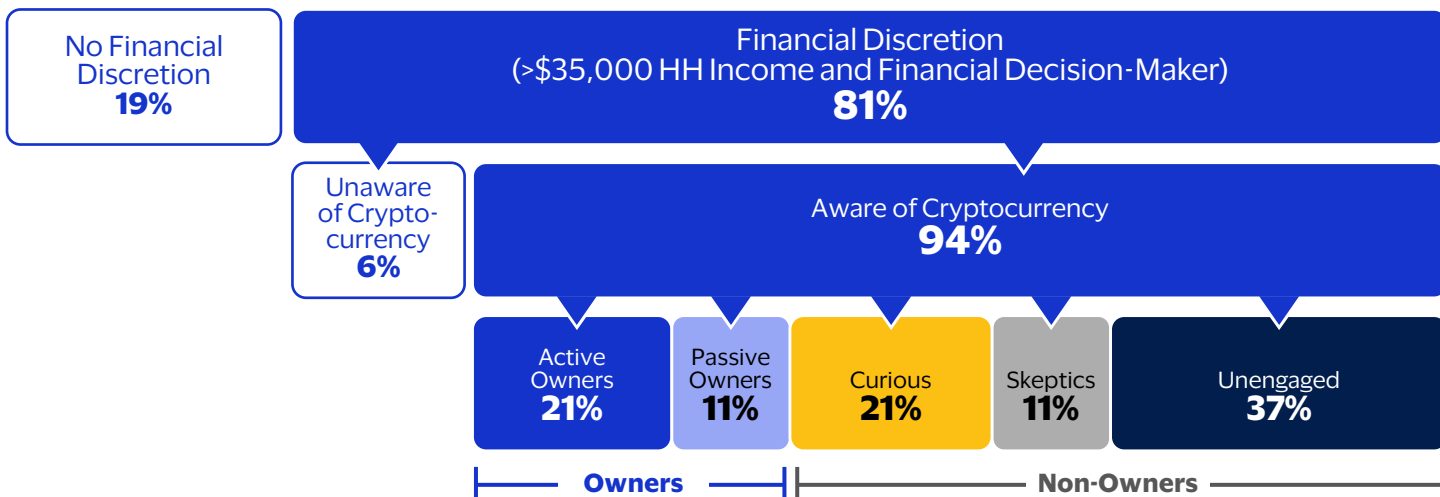 No Financial
Discretion
19%
Financial Discretion
(>$35,000 HH Income and Financial Decision-Maker)
81%
Unaware
of Crypto-
currency
6%
Aware of Cryptocurrency
94%
Active
Owners
21%
Passive
Owners
11%
Curious
21%
Skeptics
11%
Unengaged
37%
Owners
Non-Owners